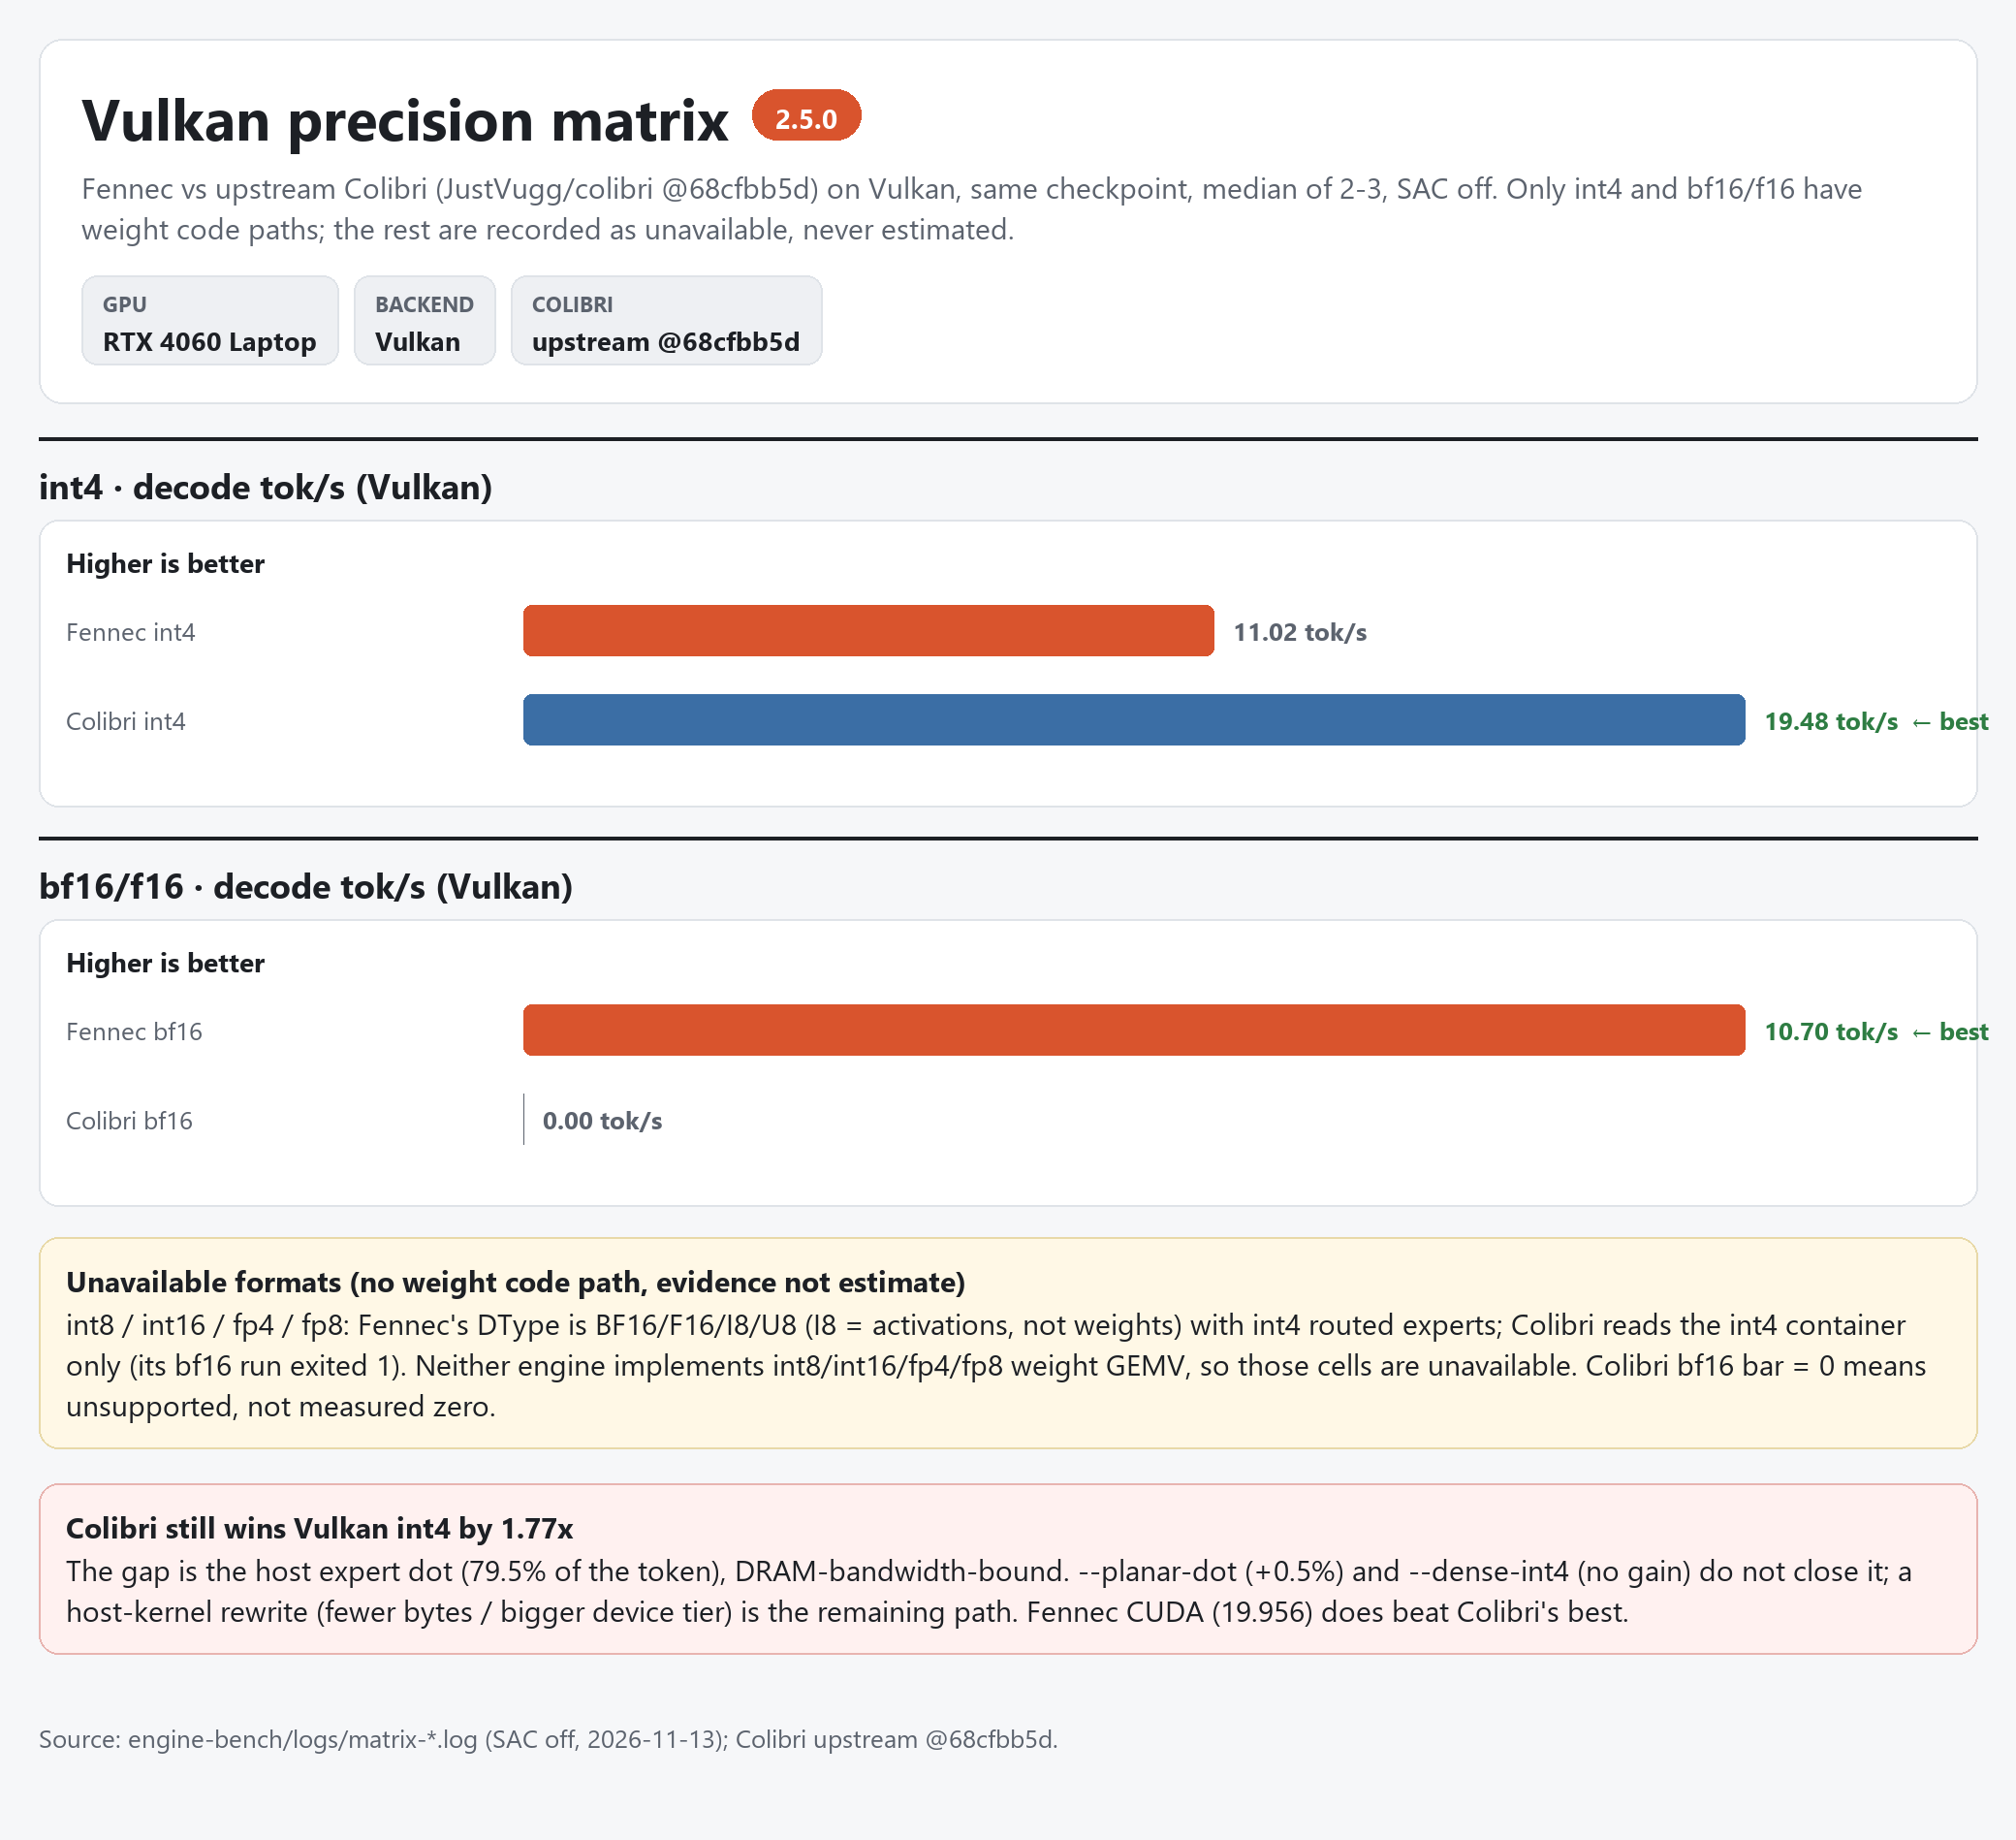 Vulkan precision matrix 2.5.0
Fennec vs upstream Colibri (JustVugg/colibri @68cfbb5d) on Vulkan, same checkpoint, median of 2-3, SAC off. Only int4 and bf16/f16 have
weight code paths; the rest are recorded as unavailable, never estimated.
GPU
RTX 4060 Laptop
BACKEND
Vulkan
COLIBRI
upstream @68cfbb5d
int4 · decode tok/s (Vulkan)
Higher is better
Fennec int4 11.02 tok/s
Colibri int4 19.48 tok/s ← best
bf16/f16 · decode tok/s (Vulkan)
Higher is better
Fennec bf16 10.70 tok/s ← best
Colibri bf16 0.00 tok/s
Unavailable formats (no weight code path, evidence not estimate)
int8 / int16 / fp4 / fp8: Fennec's DType is BF16/F16/I8/U8 (I8 = activations, not weights) with int4 routed experts; Colibri reads the int4 container
only (its bf16 run exited 1). Neither engine implements int8/int16/fp4/fp8 weight GEMV, so those cells are unavailable. Colibri bf16 bar = 0 means
unsupported, not measured zero.
Colibri still wins Vulkan int4 by 1.77x
The gap is the host expert dot (79.5% of the token), DRAM-bandwidth-bound. --planar-dot (+0.5%) and --dense-int4 (no gain) do not close it; a
host-kernel rewrite (fewer bytes / bigger device tier) is the remaining path. Fennec CUDA (19.956) does beat Colibri's best.
Source: engine-bench/logs/matrix-*.log (SAC off, 2026-11-13); Colibri upstream @68cfbb5d.